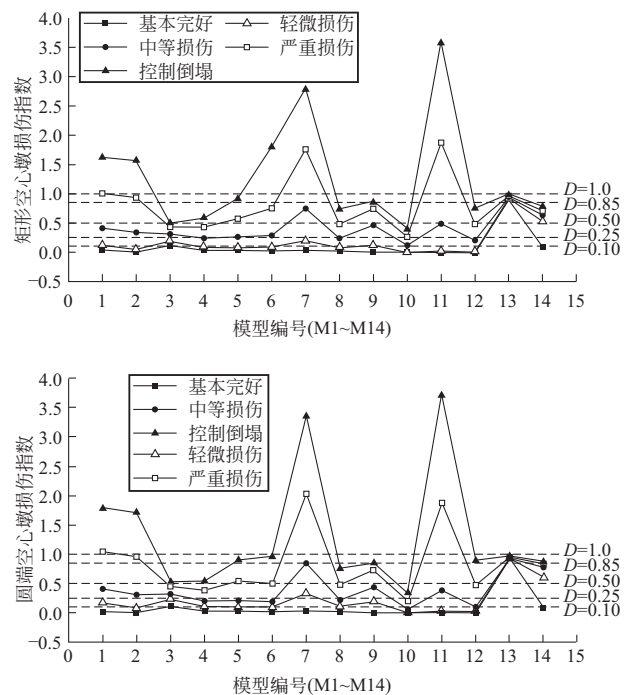 4.0
基本完好 轻微损伤
3.5
中等损伤 严重损伤
控制倒塌
3.0
2.5
2.0
1.5
1.0
0.5
0.0
−0.5
矩形空心墩损伤指数
D=1.0
D=0.85
D=0.50
D=0.25
D=0.10
0 1 2 3 4 5 6 7 8 9 10 11 12 13 14 15
模型编号(M1~M14)
4.0
基本完好
3.5
中等损伤
控制倒塌
3.0
轻微损伤
2.5
严重损伤
2.0
1.5
1.0
0.5
0.0
−0.5
圆端空心墩损伤指数
D=1.0
D=0.85
D=0.50
D=0.25
D=0.10
0 1 2 3 4 5 6 7 8 9 10 11 12 13 14 15
模型编号(M1~M14)